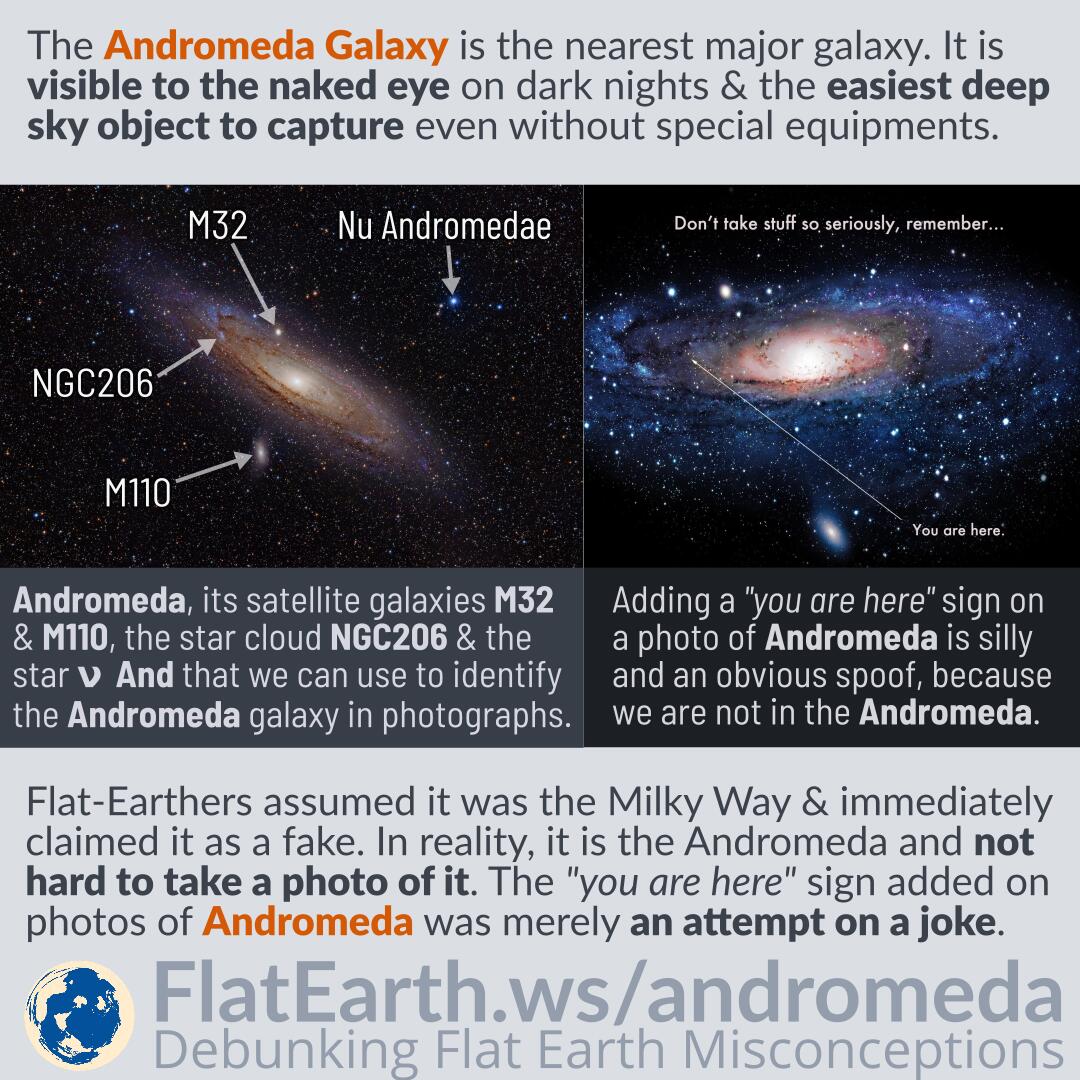 The Andromeda Galaxy is the nearest major galaxy. It is
visible to the naked eye on dark nights & the easiest deep
sky object to capture even without special equipments.
M32
Nu Andromedae
NGC206
M110
Don't take stuff so seriously, remember...
You are here.
Andromeda, its satellite galaxies M32
& M110, the star cloud NGC206 & the
star ν And that we can use to identify
the Andromeda galaxy in photographs.
Adding a "you are here" sign on
a photo of Andromeda is silly
and an obvious spoof, because
we are not in the Andromeda.
Flat-Earthers assumed it was the Milky Way & immediately
claimed it as a fake. In reality, it is the Andromeda and not
hard to take a photo of it. The "you are here" sign added on
photos of Andromeda was merely an attempt on a joke.
FlatEarth.ws/andromeda
Debunking Flat Earth Misconceptions